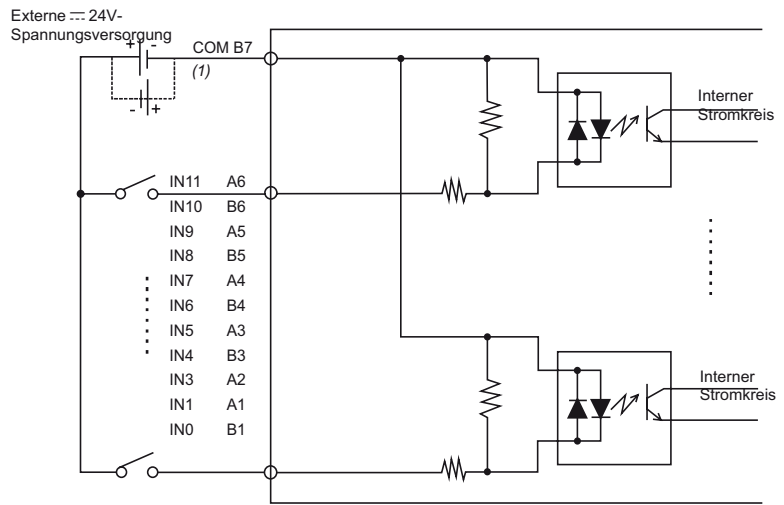 Externe ⎓ 24V-
Spannungsversorgung
+ -
COM B7
(1)
- +
IN11 A6
IN10 B6
IN9 A5
IN8 B5
IN7 A4
IN6 B4
IN5 A3
IN4 B3
IN3 A2
IN1 A1
IN0 B1
Interner
Stromkreis
Interner
Stromkreis